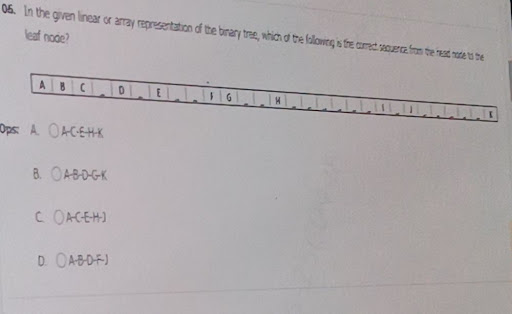 06. In the given linear or array representation of the binary tree, which of the following is the correct sequence from the head node to the
leaf node?
A B C _ D _ E _ _ F G _ _ H _ _ _ _ _ _ I _ J _ _ _ _ _ K
Ops: A. A-C-E-H-K
B. A-B-D-G-K
C. A-C-E-H-J
D. A-B-D-F-J